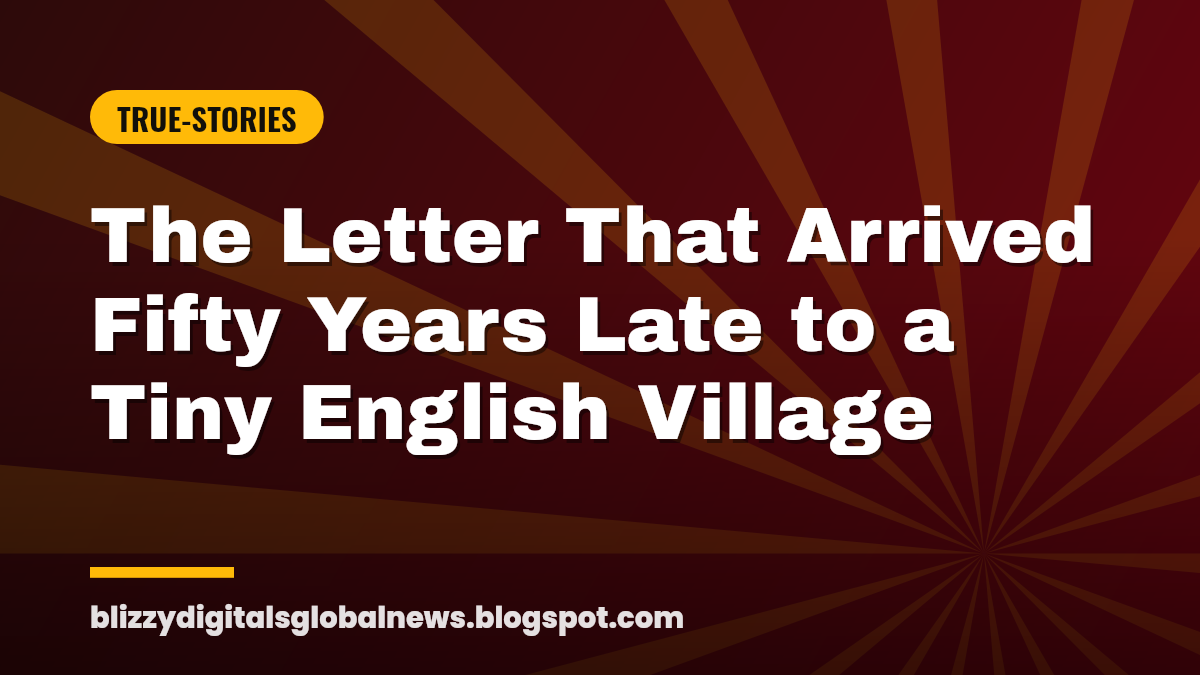 TRUE-STORIES
The Letter That Arrived
Fifty Years Late to a
Tiny English Village
blizzydigitalsglobalnews.blogspot.com